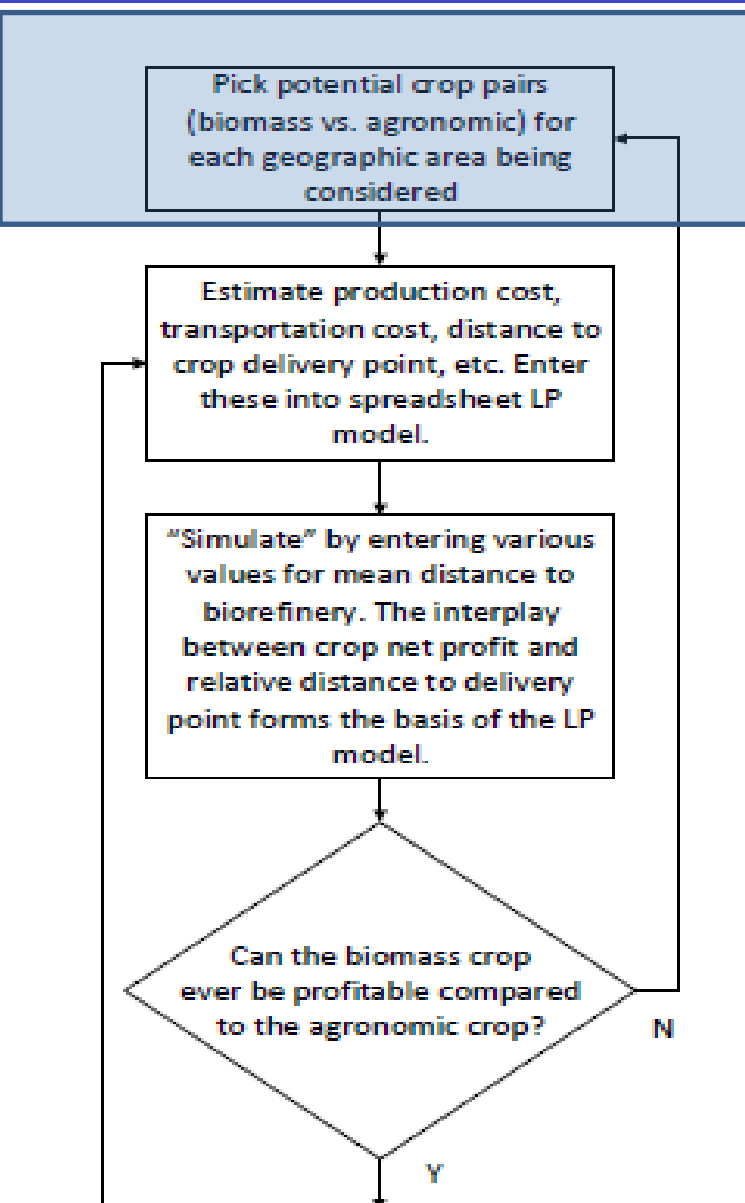 Pick potential crop pairs
(biomass vs. agronomic) for
each geographic area being
considered
Estimate production cost,
transportation cost, distance to
crop delivery point, etc. Enter
these into spreadsheet LP
model.
“Simulate” by entering various
values for mean distance to
biorefinery. The interplay
between crop net profit and
relative distance to delivery
point forms the basis of the LP
model.
Can the biomass crop
ever be profitable compared
to the agronomic crop?
N
Y